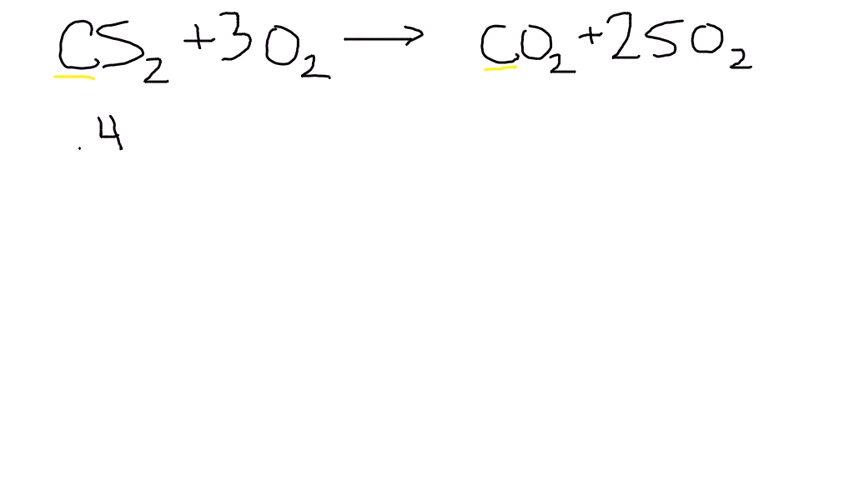 CS₂ + 3O₂ → CO₂ + 2SO₂
.4